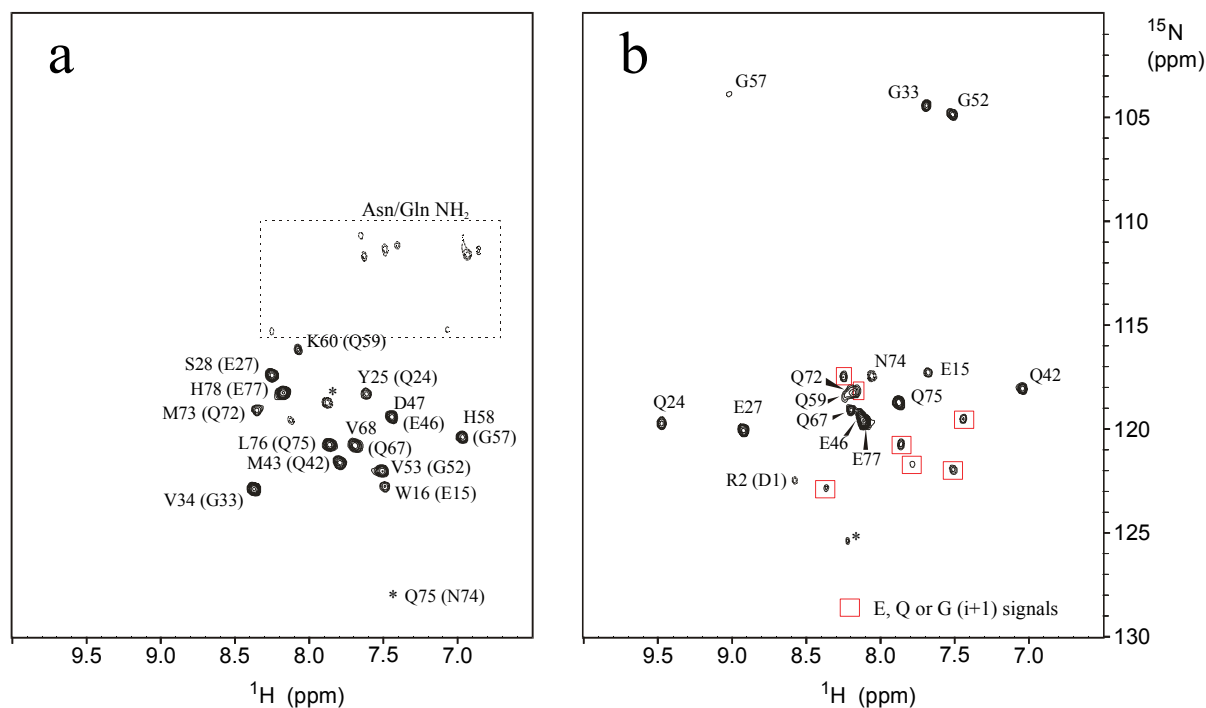 a
Asn/Gln NH₂
K60 (Q59)
S28 (E27)
H78 (E77)
*
Y25 (Q24)
M73 (Q72)
D47
(E46)
H58
(G57)
L76 (Q75)
V68
(Q67)
M43 (Q42)
V53 (G52)
V34 (G33)
W16 (E15)
* Q75 (N74)
9.5 9.0 8.5 8.0 7.5 7.0
¹H (ppm)
b
¹⁵N
(ppm)
G57
G33
G52
105
110
115
Q72
N74
E15
Q42
Q59
Q75
Q24
E27
Q67
120
E46
E77
R2 (D1)
125
*
E, Q or G (i+1) signals
130
9.5 9.0 8.5 8.0 7.5 7.0
¹H (ppm)